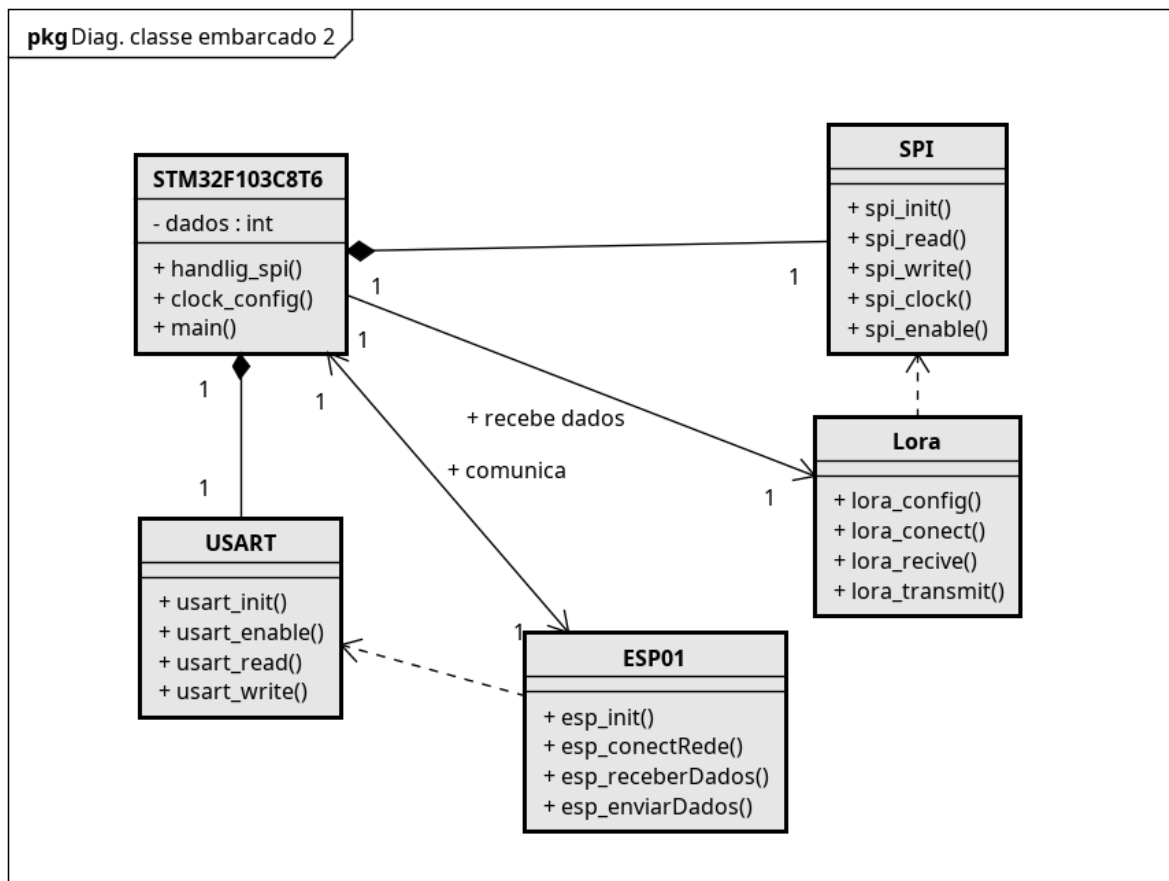 pkg Diag. classe embarcado 2
STM32F103C8T6
- dados : int
+ handlig_spi()
+ clock_config()
+ main()
SPI
+ spi_init()
+ spi_read()
+ spi_write()
+ spi_clock()
+ spi_enable()
1
1
1
1
1
+ recebe dados
+ comunica
1
1
1
Lora
+ lora_config()
+ lora_conect()
+ lora_recive()
+ lora_transmit()
USART
+ usart_init()
+ usart_enable()
+ usart_read()
+ usart_write()
ESP01
+ esp_init()
+ esp_conectRede()
+ esp_receberDados()
+ esp_enviarDados()